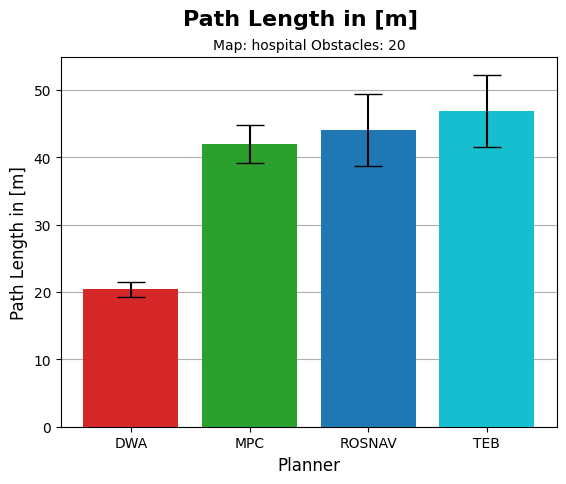 Path Length in [m]
Map: hospital Obstacles: 20
Path Length in [m]
50
40
30
20
10
0
DWA MPC ROSNAV TEB
Planner